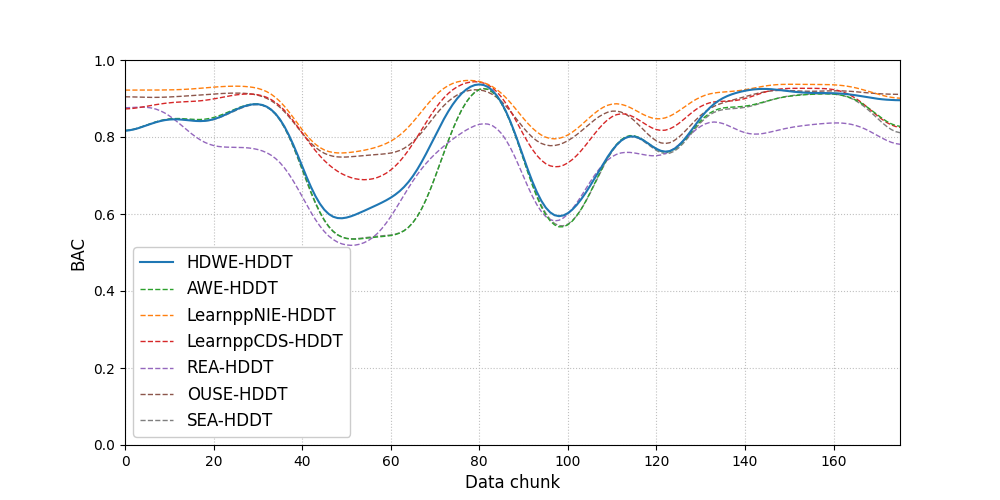 1.0
0.8
0.6
0.4
0.2
0.0
BAC
HDWE-HDDT
AWE-HDDT
LearnppNIE-HDDT
LearnppCDS-HDDT
REA-HDDT
OUSE-HDDT
SEA-HDDT
0 20 40 60 80 100 120 140 160
Data chunk